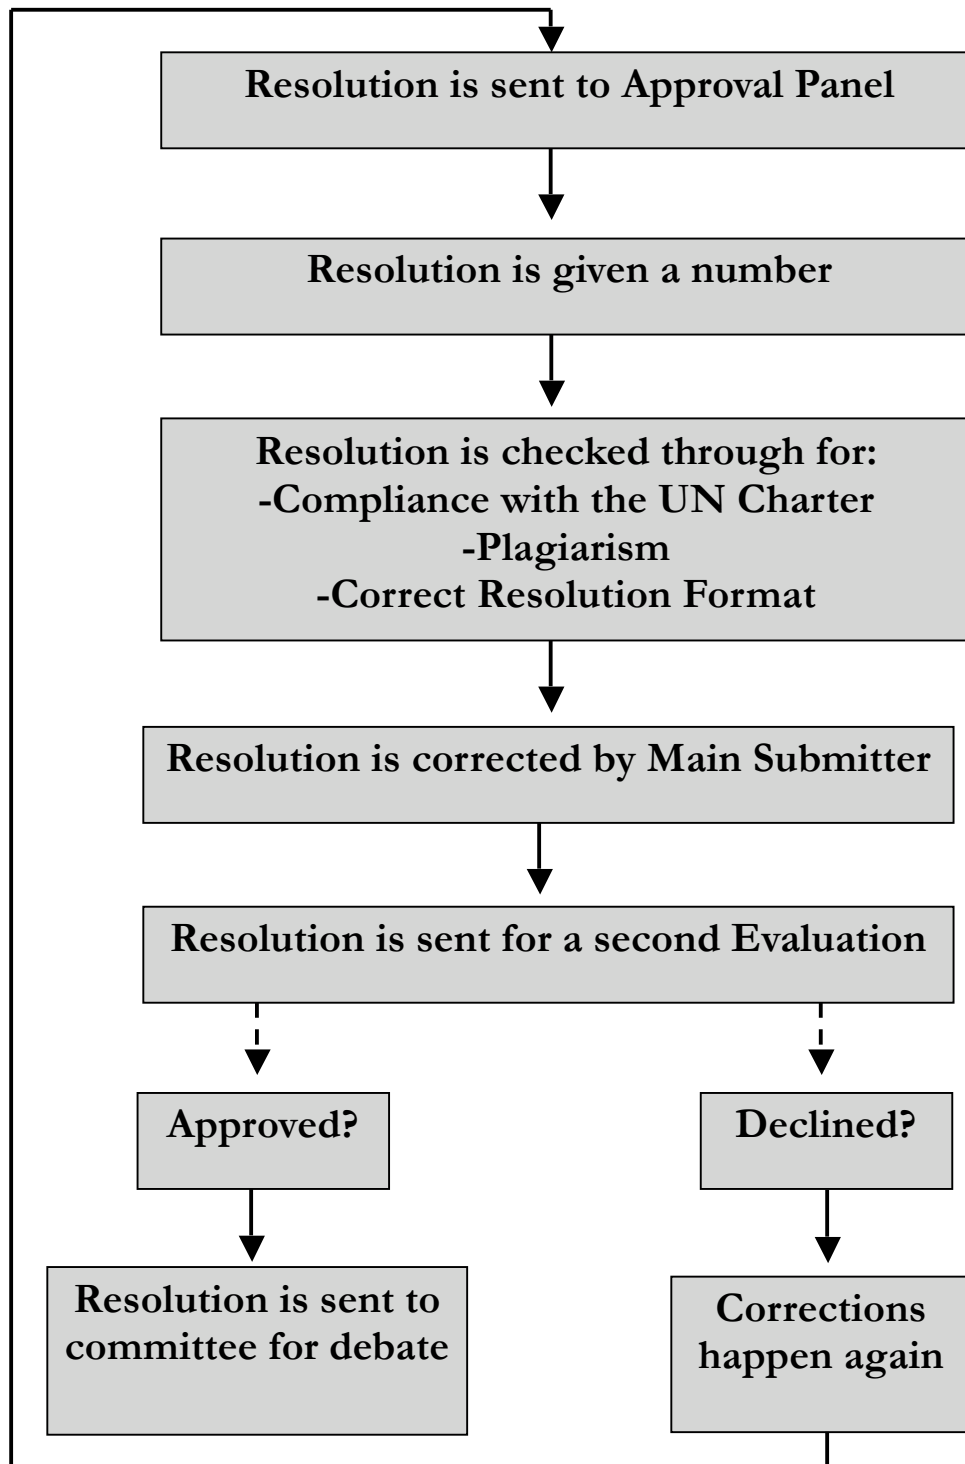 Resolution is sent to Approval Panel
Resolution is given a number
Resolution is checked through for:
-Compliance with the UN Charter
-Plagiarism
-Correct Resolution Format
Resolution is corrected by Main Submitter
Resolution is sent for a second Evaluation
Approved?
Declined?
Resolution is sent to
committee for debate
Corrections
happen again